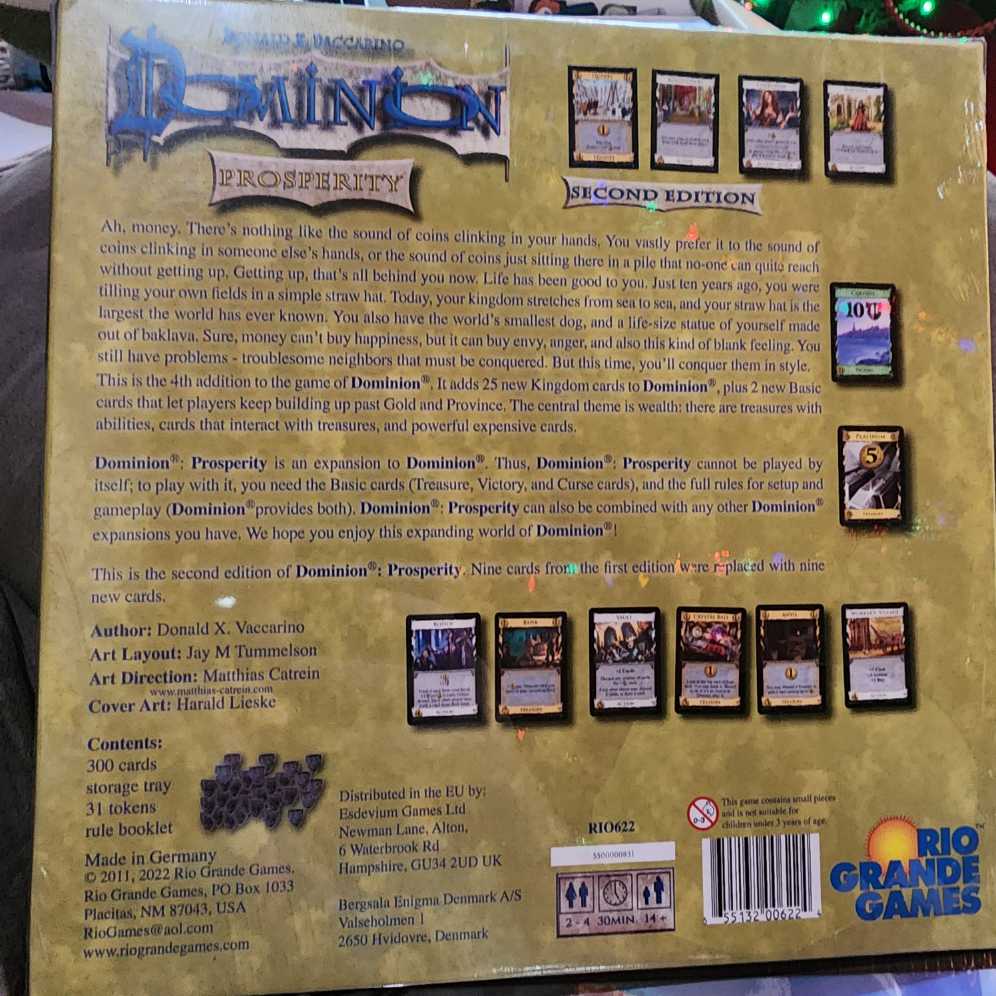 DONALD X. VACCARINO
DOMINION
PROSPERITY
SECOND EDITION
Ah, money. There's nothing like the sound of coins clinking in your hands. You vastly prefer it to the sound of
coins clinking in someone else's hands, or the sound of coins just sitting there in a pile that no-one can quite reach
without getting up. Getting up, that's all behind you now. Life has been good to you. Just ten years ago, you were
tilling your own fields in a simple straw hat. Today, your kingdom stretches from sea to sea, and your straw hat is the
largest the world has ever known. You also have the world's smallest dog, and a life-size statue of yourself made
out of baklava. Sure, money can't buy happiness, but it can buy envy, anger, and also this kind of blank feeling. You
still have problems - troublesome neighbors that must be conquered. But this time, you'll conquer them in style.
This is the 4th addition to the game of Dominion®. It adds 25 new Kingdom cards to Dominion®, plus 2 new Basic
cards that let players keep building up past Gold and Province. The central theme is wealth: there are treasures with
abilities, cards that interact with treasures, and powerful expensive cards.
Dominion®: Prosperity is an expansion to Dominion®. Thus, Dominion®: Prosperity cannot be played by
itself; to play with it, you need the Basic cards (Treasure, Victory, and Curse cards), and the full rules for setup and
gameplay (Dominion® provides both). Dominion®: Prosperity can also be combined with any other Dominion®
expansions you have. We hope you enjoy this expanding world of Dominion®!
This is the second edition of Dominion®: Prosperity. Nine cards from the first edition were replaced with nine
new cards.
COLONY
10
PLATINUM
5
TREASURE
Author: Donald X. Vaccarino
Art Layout: Jay M Tummelson
Art Direction: Matthias Catrein
www.matthias-catrein.com
Cover Art: Harald Lieske
BISHOP
BANK
VAULT
CRYSTAL BALL
ANVIL
WORKER'S VILLAGE
Contents:
300 cards
storage tray
31 tokens
rule booklet
Made in Germany
© 2011, 2022 Rio Grande Games.
Rio Grande Games, PO Box 1033
Placitas, NM 87043, USA
RioGames@aol.com
www.riograndegames.com
Distributed in the EU by:
Esdevium Games Ltd
Newman Lane, Alton,
6 Waterbrook Rd
Hampshire, GU34 2UD UK
Bergsala Enigma Denmark A/S
Valseholmen 1
2650 Hvidovre, Denmark
RIO622
5500000831
2 - 4 30MIN. 14+
0-3
This game contains small pieces
and is not suitable for
children under 3 years of age.
55132 00622 4
RIO
GRANDE
GAMES™